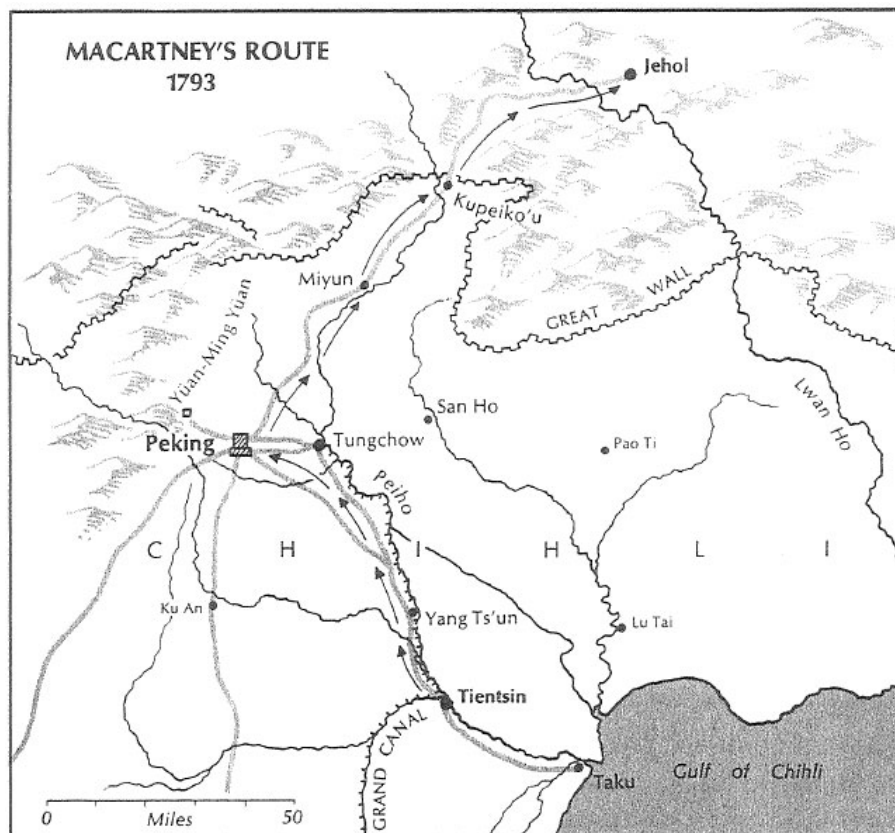 MACARTNEY'S ROUTE
1793
Jehol
Kupeiko'u
Miyun
GREAT WALL
Yüan-Ming Yüan
San Ho
Lwan Ho
Peking
Tungchow
Pao Ti
Peiho
C H I H L I
Ku An
Yang Ts'un
Lu Tai
Tientsin
GRAND CANAL
Taku
Gulf of Chihli
0 Miles 50